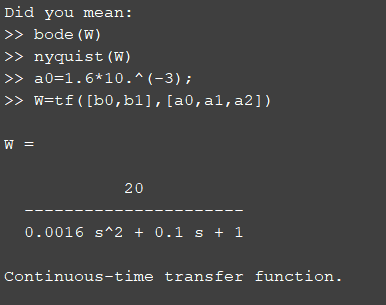 Did you mean:
>> bode(W)
>> nyquist(W)
>> a0=1.6*10.^(-3);
>> W=tf([b0,b1],[a0,a1,a2])
W =
20
----------------------
0.0016 s^2 + 0.1 s + 1
Continuous-time transfer function.